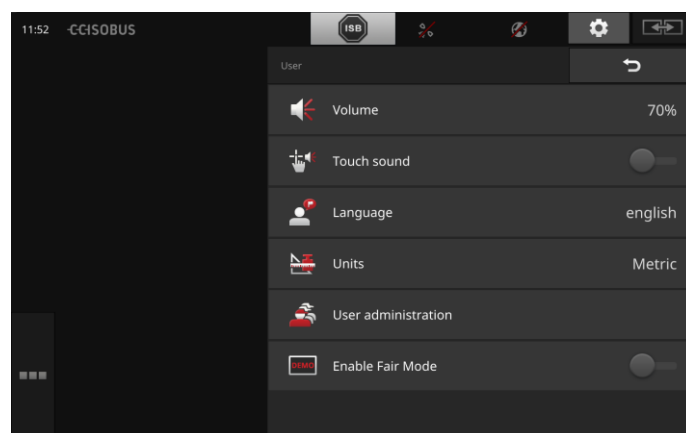 11:52 CCISOBUS
ISB
User
Volume 70%
Touch sound
Language english
Units Metric
User administration
DEMO Enable Fair Mode